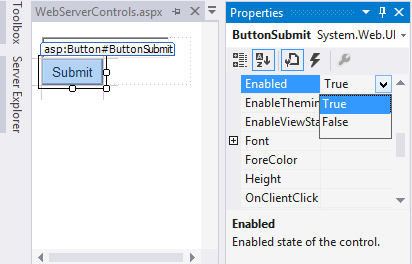 Toolbox
Server Explorer
WebServerControls.aspx
asp:Button#ButtonSubmit
Submit
Properties
ButtonSubmit System.Web.UI
Enabled True
True
False
EnableThemin
EnableViewSta
Font
ForeColor
Height
OnClientClick
Enabled
Enabled state of the control.